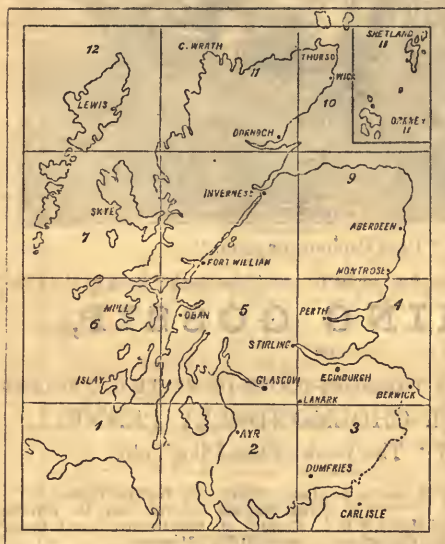 12
C. WRATH
11
THURSO
SHETLAND
11
WICK
LEWIS
10
9
ORKNEY
11
DORNOCH
INVERNESS
9
SKYE
ABERDEEN
8
7
FORT WILLIAM
MONTROSE
MULL
OBAN
5
PERTH
4
6
STIRLING
EDINBURGH
ISLAY
GLASGOW
BERWICK
LANARK
1
AYR
2
3
DUMFRIES
CARLISLE